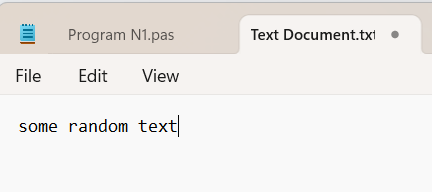 Program N1.pas Text Document.txt
File Edit View
some random text